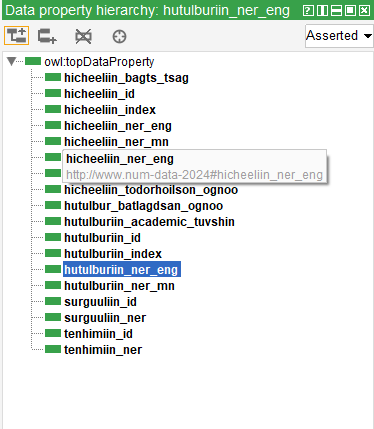 Data property hierarchy: hutulburiin_ner_eng
Asserted
owl:topDataProperty
hicheeliin_bagts_tsag
hicheeliin_id
hicheeliin_index
hicheeliin_ner_eng
hicheeliin_ner_mn
hicheeliin_ner_eng
http://www.num-data-2024#hicheeliin_ner_eng
hicheeliin_todorhoilson_ognoo
hutulbur_batlagdsan_ognoo
hutulburiin_academic_tuvshin
hutulburiin_id
hutulburiin_index
hutulburiin_ner_eng
hutulburiin_ner_mn
surguuliin_id
surguuliin_ner
tenhimiin_id
tenhimiin_ner